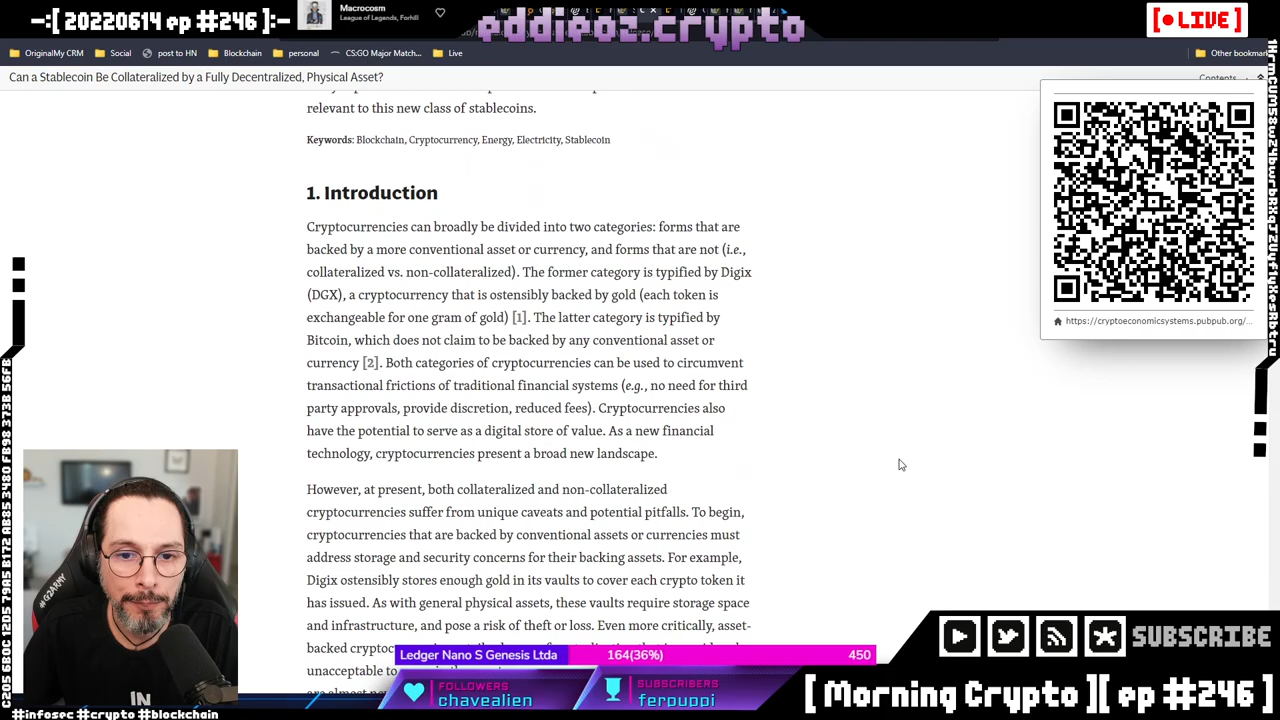 —:[ 20220614 ep #246]:-
Macrocosm
League of Legends, Forhill
addieoz.crypto
[ LIVE ]
OriginalMy CRM
Social
post to HN
Blockchain
personal
CS:GO Major Match...
Live
Other bookmar
Can a Stablecoin Be Collateralized by a Fully Decentralized, Physical Asset?
Contents
relevant to this new class of stablecoins.
Keywords: Blockchain, Cryptocurrency, Energy, Electricity, Stablecoin
1. Introduction
Cryptocurrencies can broadly be divided into two categories: forms that are
backed by a more conventional asset or currency, and forms that are not (i.e.,
collateralized vs. non-collateralized). The former category is typified by Digix
(DGX), a cryptocurrency that is ostensibly backed by gold (each token is
exchangeable for one gram of gold) [1]. The latter category is typified by
Bitcoin, which does not claim to be backed by any conventional asset or
currency [2]. Both categories of cryptocurrencies can be used to circumvent
transactional frictions of traditional financial systems (e.g., no need for third
party approvals, provide discretion, reduced fees). Cryptocurrencies also
have the potential to serve as a digital store of value. As a new financial
technology, cryptocurrencies present a broad new landscape.
However, at present, both collateralized and non-collateralized
cryptocurrencies suffer from unique caveats and potential pitfalls. To begin,
cryptocurrencies that are backed by conventional assets or currencies must
address storage and security concerns for their backing assets. For example,
Digix ostensibly stores enough gold in its vaults to cover each crypto token it
has issued. As with general physical assets, these vaults require storage space
and infrastructure, and pose a risk of theft or loss. Even more critically, asset-
backed crypto
unacceptable to
https://cryptoeconomicsystems.pubpub.org/...
#G2ARMY
IN
Ledger Nano S Genesis Ltda 164(36%) 450
FOLLOWERS
chavealien
SUBSCRIBERS
ferpuppi
SUBSCRIBE
[ Morning Crypto ][ ep #246 ]
#infosec #crypto #blockchain